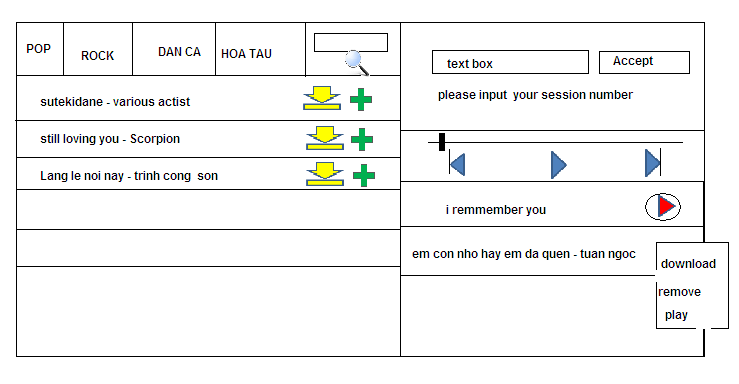 POP
ROCK
DAN CA
HOA TAU
sutekidane - various actist
still loving you - Scorpion
Lang le noi nay - trinh cong  son
text box
Accept
please input  your session number
i remmember you
em con nho hay em da quen - tuan ngoc
download
remove
play